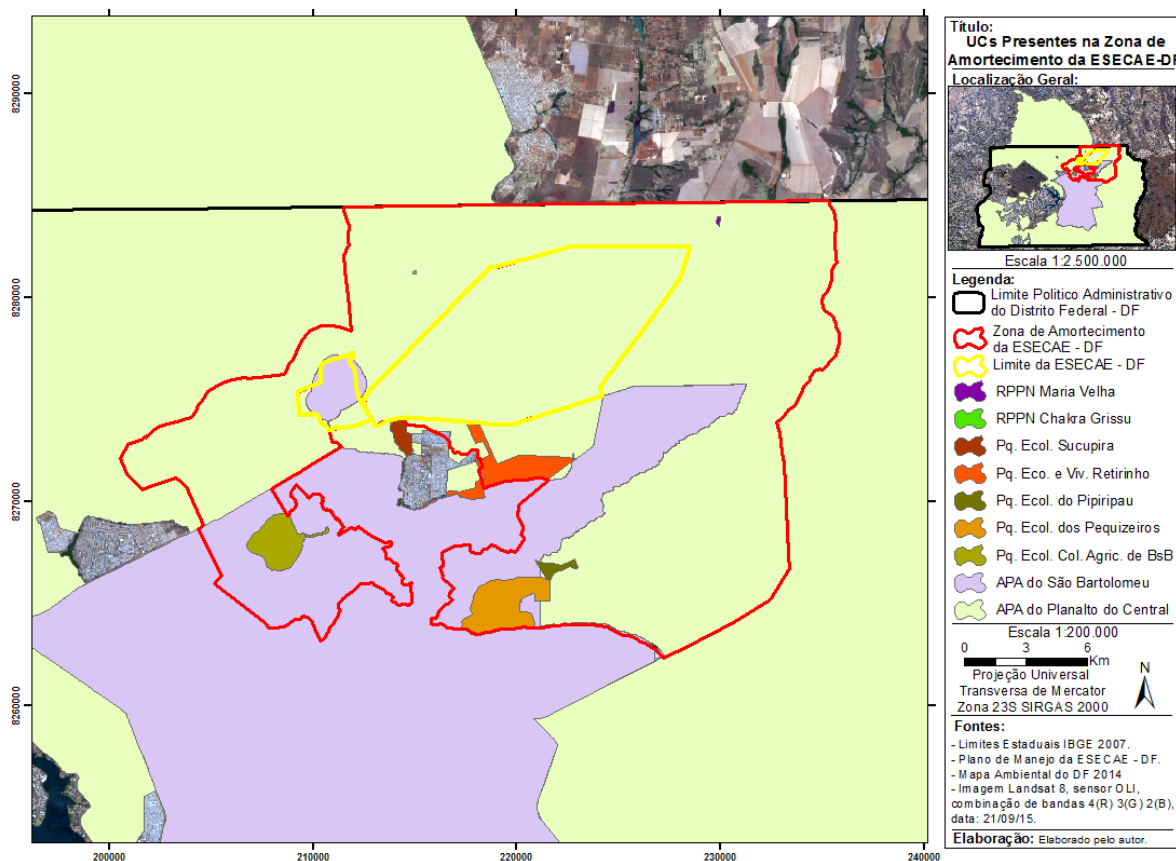 Título:
UCs Presentes na Zona de
Amortecimento da ESECAE-DF
Localização Geral:
Escala 1:2.500.000
Legenda:
Limite Politico Administrativo
do Distrito Federal - DF
Zona de Amortecimento
da ESECAE - DF
Limite da ESECAE - DF
RPPN Maria Velha
RPPN Chakra Grissu
Pq. Ecol. Sucupira
Pq. Eco. e Viv. Retirinho
Pq. Ecol. do Pipiripau
Pq. Ecol. dos Pequizeiros
Pq. Ecol. Col. Agric. de BsB
APA do São Bartolomeu
APA do Planalto do Central
Escala 1:200.000
0 3 6
Km
N
Projeção Universal
Transversa de Mercator
Zona 23S SIRGAS 2000
Fontes:
- Limites Estaduais IBGE 2007.
- Plano de Manejo da ESECAE - DF.
- Mapa Ambiental do DF 2014
- Imagem Landsat 8, sensor OLI,
combinação de bandas 4(R) 3(G) 2(B),
data: 21/09/15.
Elaboração: Elaborado pelo autor.
8290000
8280000
8270000
8260000
200000 210000 220000 230000 240000